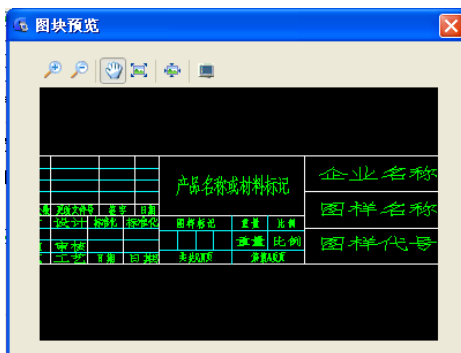 图块预览
产品名称或材料标记
企业名称
图样名称
更改文件号 签字 日期
设计 标准化 标准化
图样标记 重量 比例
重量 比例
图样代号
审核
工艺 日期 日期